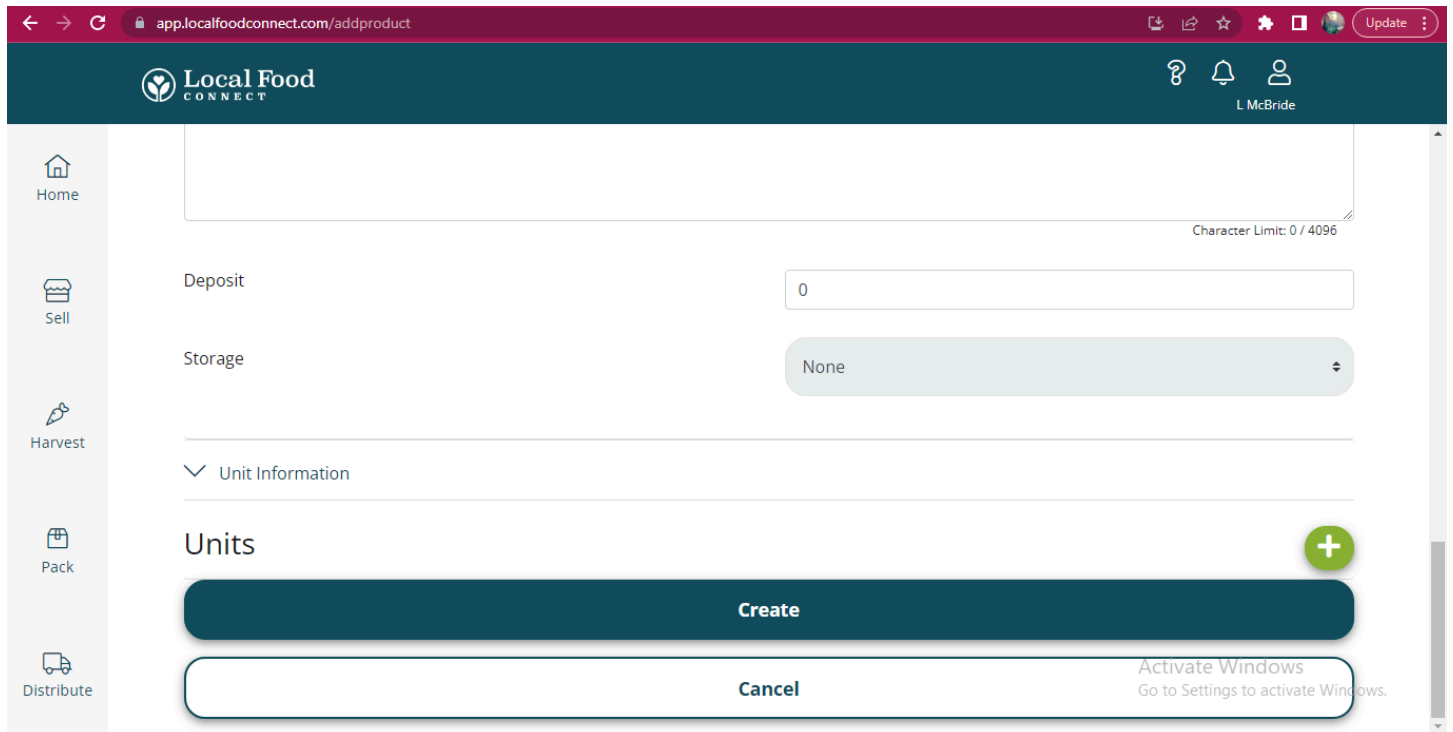 app.localfoodconnect.com/addproduct
Update
Local Food
CONNECT
L McBride
Home
Sell
Harvest
Pack
Distribute
Character Limit: 0 / 4096
Deposit
0
Storage
None
Unit Information
Units
Create
Cancel
Activate Windows
Go to Settings to activate Windows.